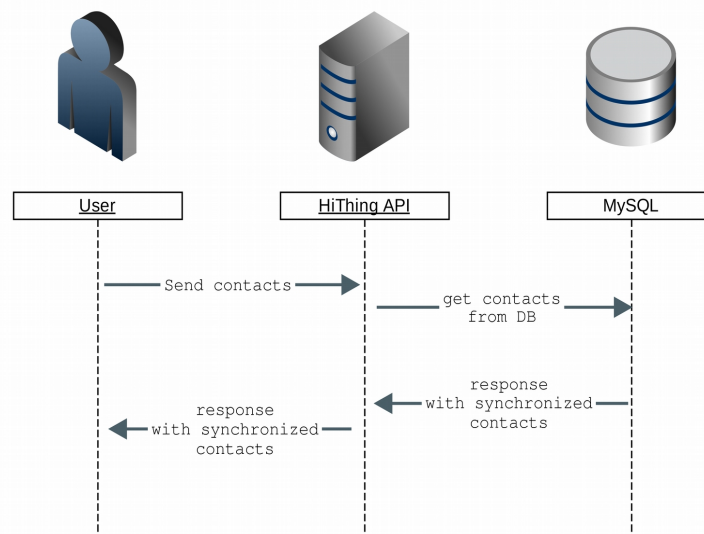 User
HiThing API
MySQL
Send contacts
get contacts
from DB
response
with synchronized
contacts
response
with synchronized
contacts